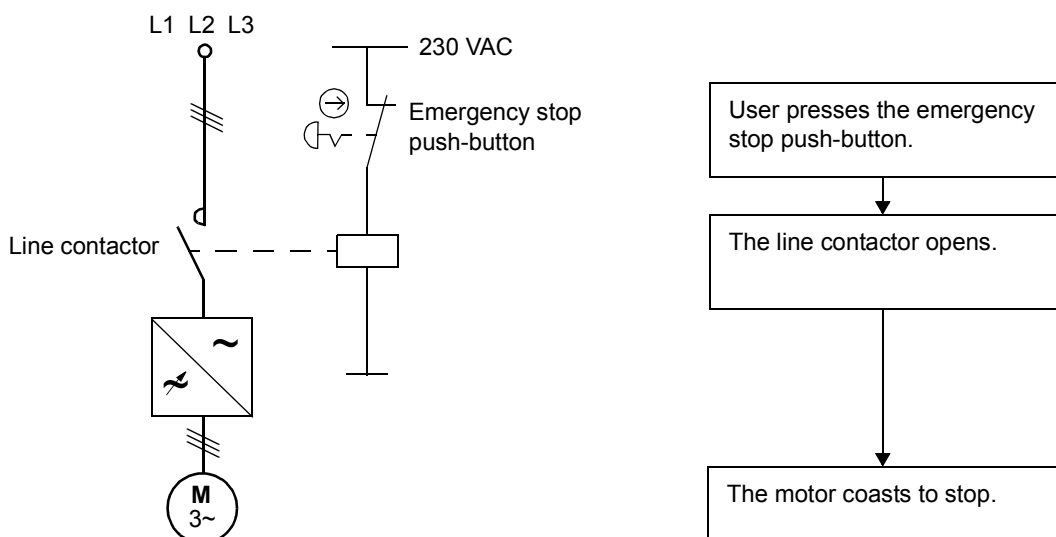 L1 L2 L3
230 VAC
Emergency stop
push-button
Line contactor
~
~
M
3~
User presses the emergency
stop push-button.
The line contactor opens.
The motor coasts to stop.